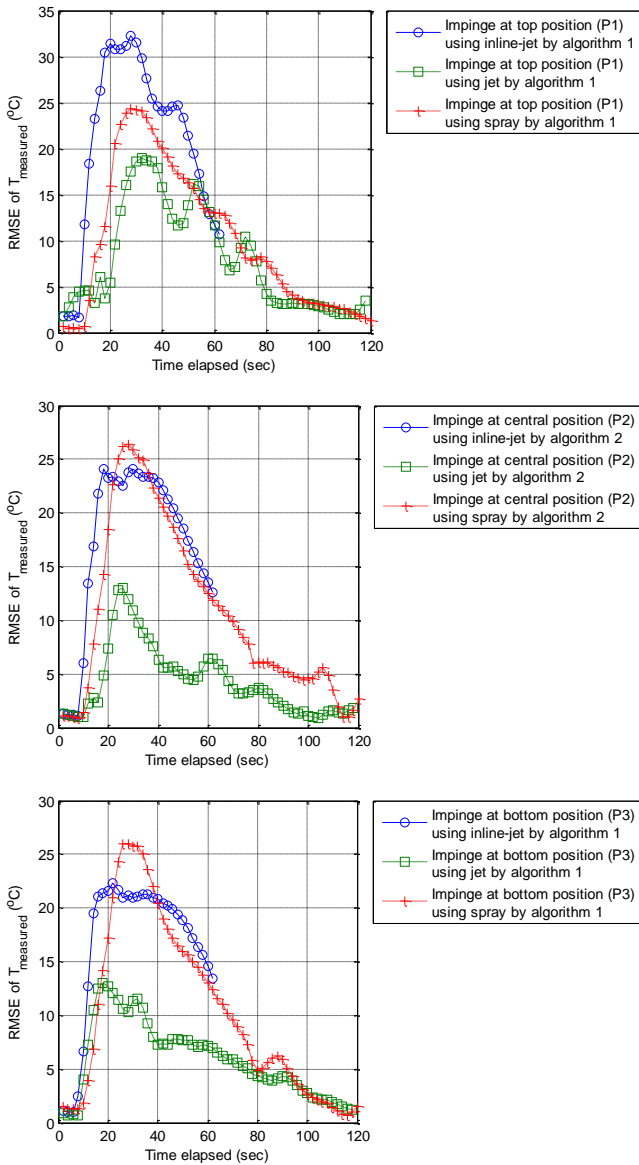 35
30
25
20
15
10
5
0
0 20 40 60 80 100 120
RMSE of T_measured (°C)
Time elapsed (sec)
Impinge at top position (P1)
using inline-jet by algorithm 1
Impinge at top position (P1)
using jet by algorithm 1
Impinge at top position (P1)
using spray by algorithm 1
30
25
20
15
10
5
0
0 20 40 60 80 100 120
RMSE of T_measured (°C)
Time elapsed (sec)
Impinge at central position (P2)
using inline-jet by algorithm 2
Impinge at central position (P2)
using jet by algorithm 2
Impinge at central position (P2)
using spray by algorithm 2
30
25
20
15
10
5
0
0 20 40 60 80 100 120
RMSE of T_measured (°C)
Time elapsed (sec)
Impinge at bottom position (P3)
using inline-jet by algorithm 1
Impinge at bottom position (P3)
using jet by algorithm 1
Impinge at bottom position (P3)
using spray by algorithm 1